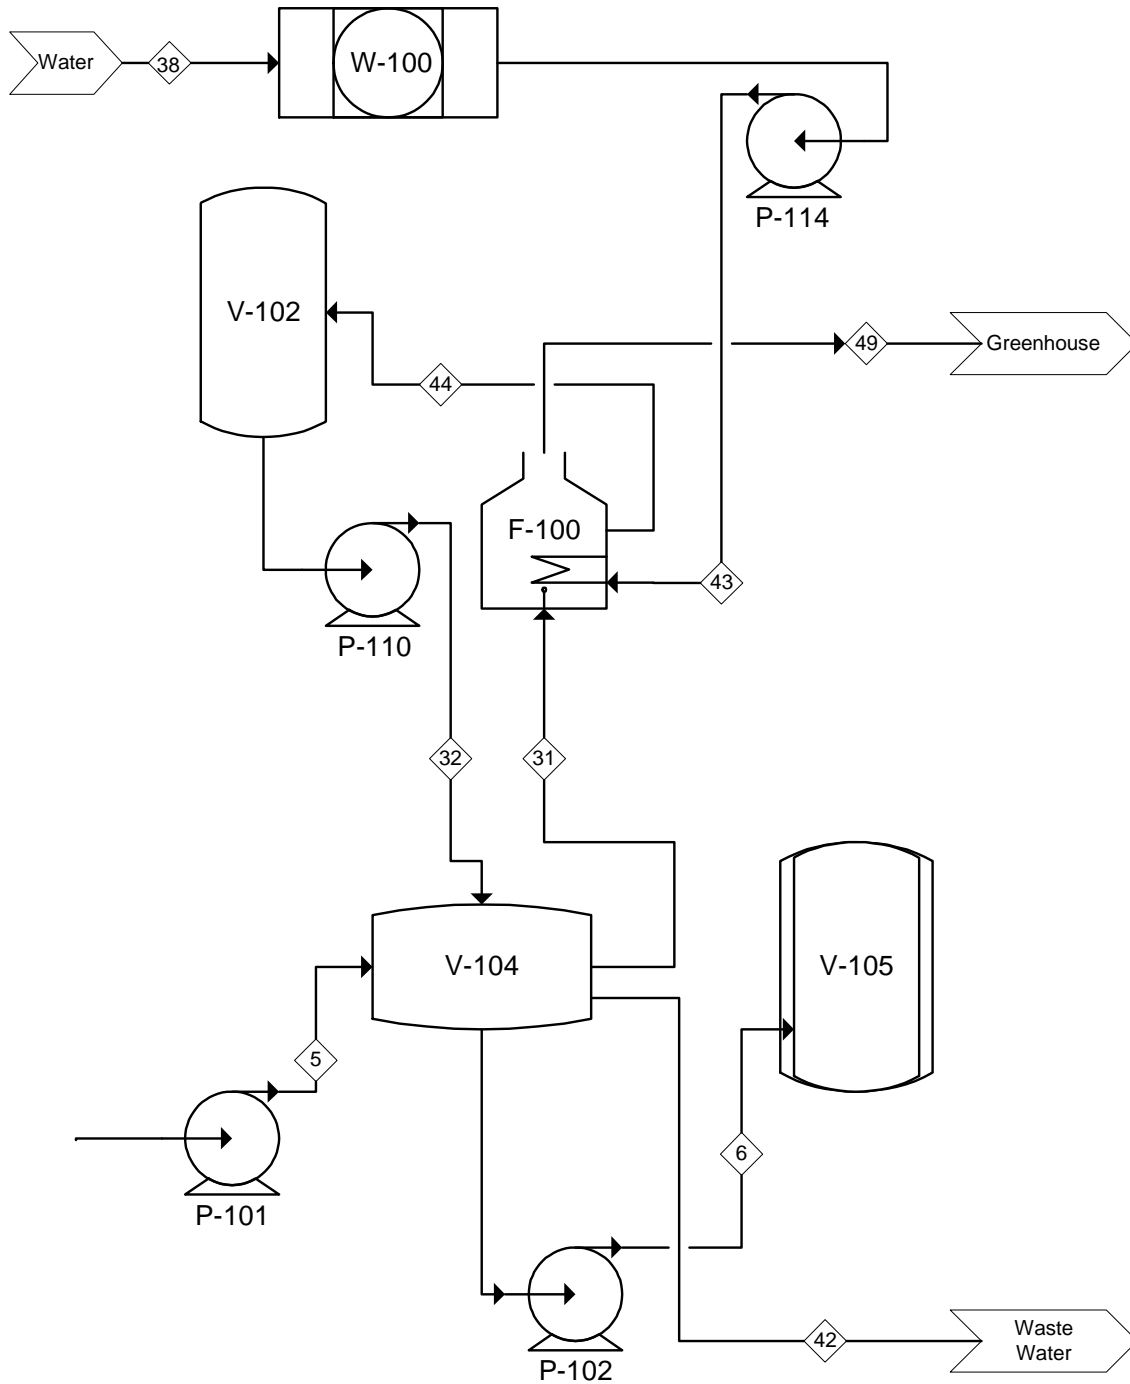 Water
38
W-100
P-114
V-102
49
Greenhouse
44
F-100
43
P-110
32
31
V-104
V-105
5
6
P-101
42
Waste
Water
P-102